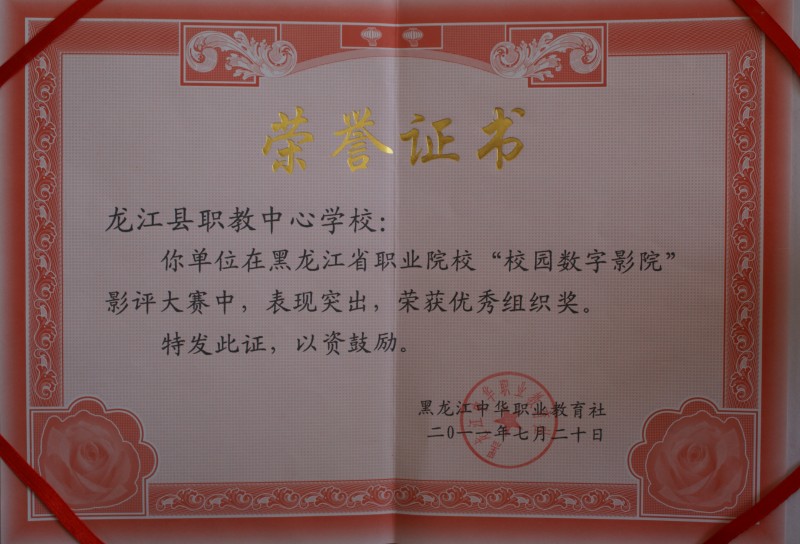 荣誉证书
龙江县职教中心学校：
你单位在黑龙江省职业院校“校园数字影院”
影评大赛中，表现突出，荣获优秀组织奖。
特发此证，以资鼓励。
黑龙江中华职业教育社
二0一一年七月二十日